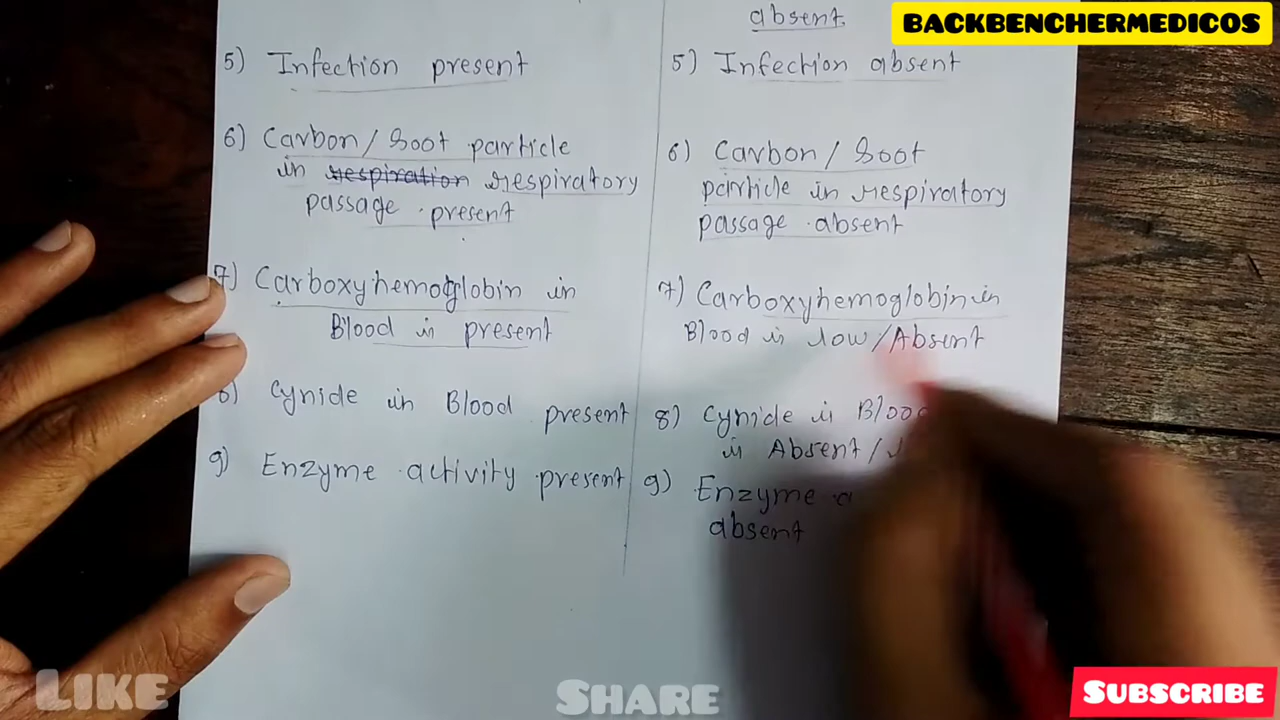 absent.
BACKBENCHERMEDICOS
5) Infection present
5) Infection absent
6) Carbon / Soot particle
in respiratory
passage present
6) Carbon / Soot
particle in respiratory
passage absent
7) Carboxyhemoglobin in
Blood is present
7) Carboxyhemoglobin in
Blood is low/Absent
8) Cynide in Blood present
8) Cynide in Blood
is Absent/
9) Enzyme activity present
9) Enzyme
absent
LIKE
SHARE
SUBSCRIBE